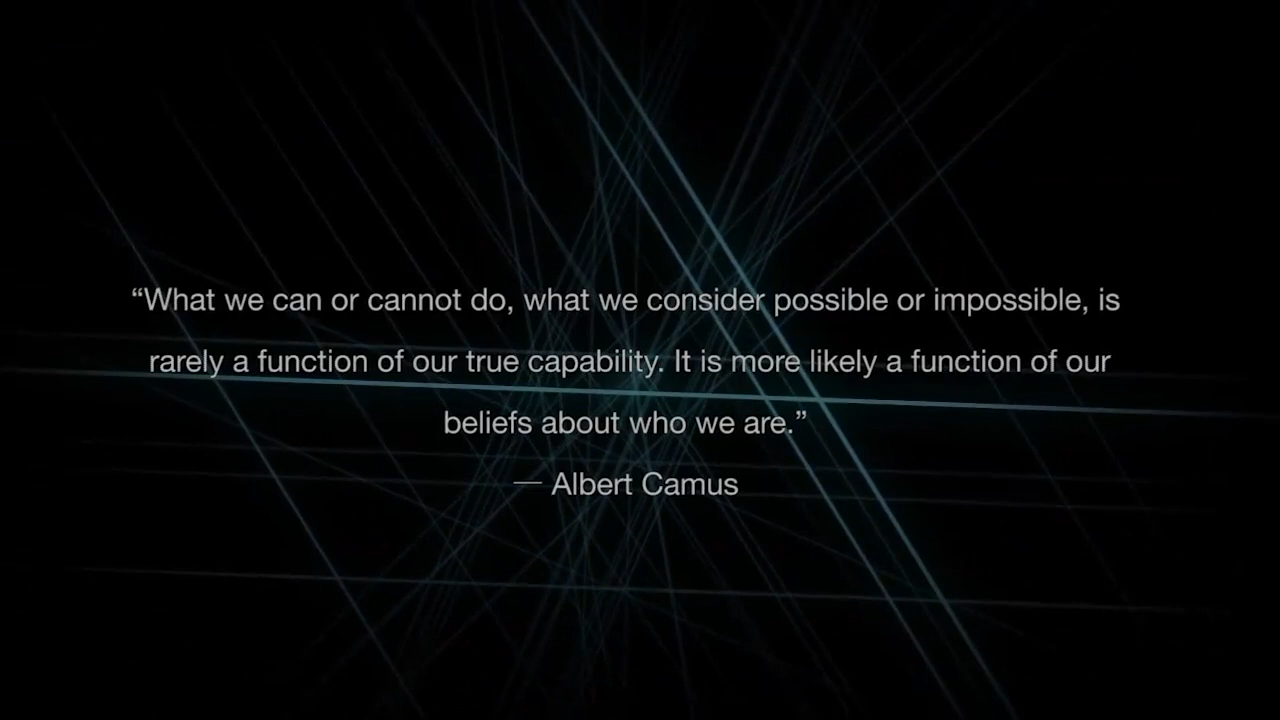 “What we can or cannot do, what we consider possible or impossible, is
rarely a function of our true capability. It is more likely a function of our
beliefs about who we are.”
— Albert Camus